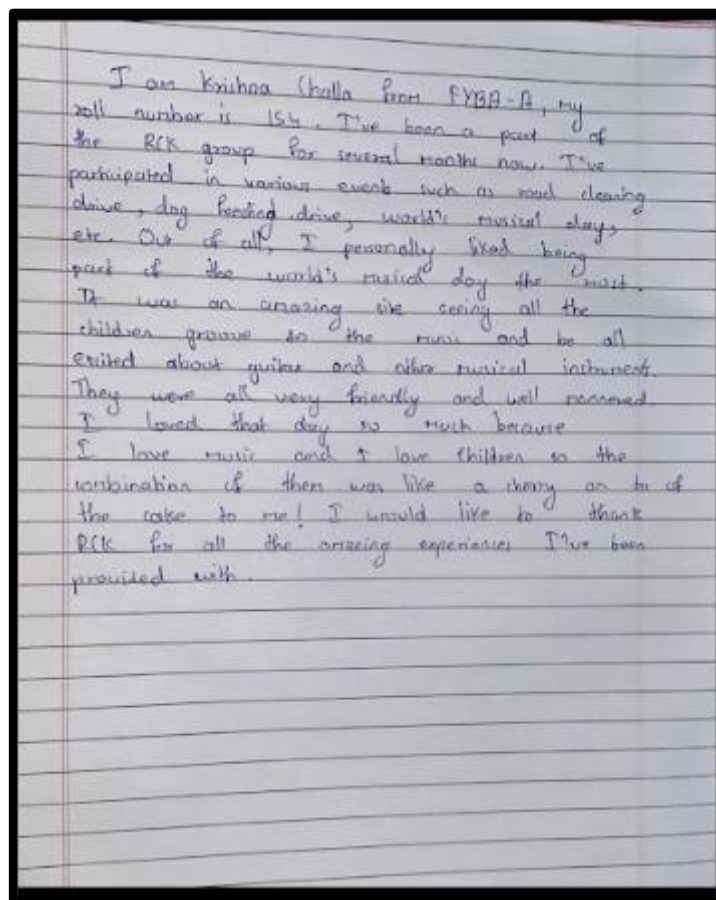 I am Krishna Challa from FYBA-A, my
roll number is 154. I've been a part of
the RCK group for several months now. I've
participated in various events such as road cleaning
drive, dog feeding drive, world's musical day,
etc. Out of all, I personally liked being
part of the world's musical day the most.
It was an amazing seeing all the
children groove to the music and be all
exited about guitar and other musical instrument.
They were all very friendly and well mannered
I loved that day so much because
I love music and I love children so the
combination of them was like a cherry on to of
the cake to me! I would like to thank
RCK for all the amazing experiences I've been
provided with.